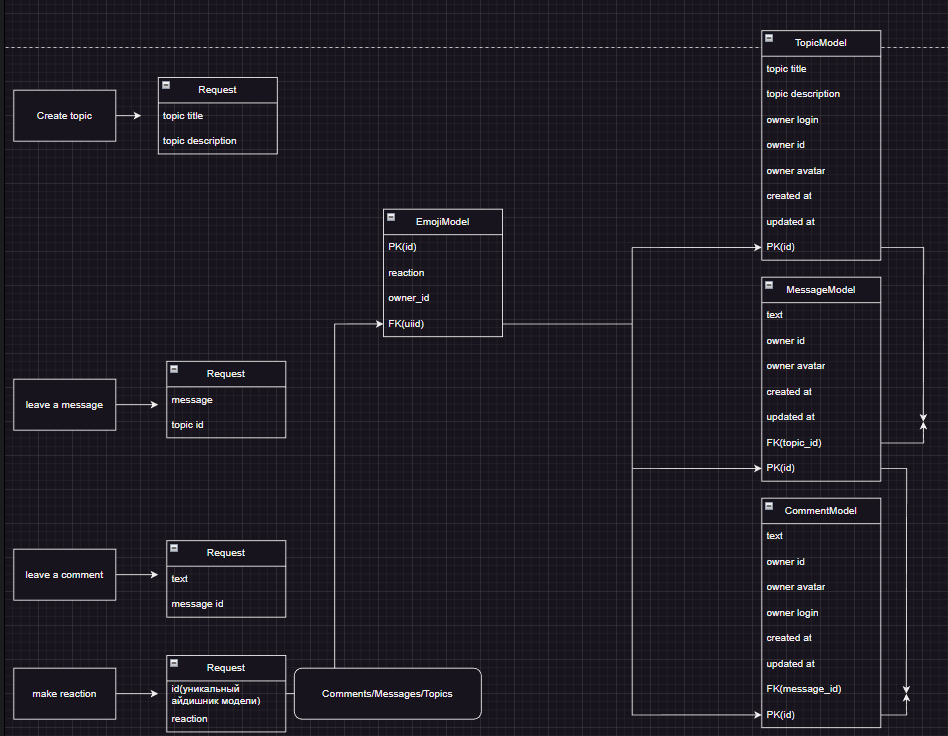 Create topic
Request
topic title
topic description
TopicModel
topic title
topic description
owner login
owner id
owner avatar
created at
updated at
PK(id)
EmojiModel
PK(id)
reaction
owner_id
FK(uiid)
MessageModel
text
owner id
owner avatar
created at
updated at
FK(topic_id)
PK(id)
leave a message
Request
message
topic id
CommentModel
text
owner id
owner avatar
owner login
created at
updated at
FK(message_id)
PK(id)
leave a comment
Request
text
message id
make reaction
Request
id(уникальный
айдишник модели)
reaction
Comments/Messages/Topics